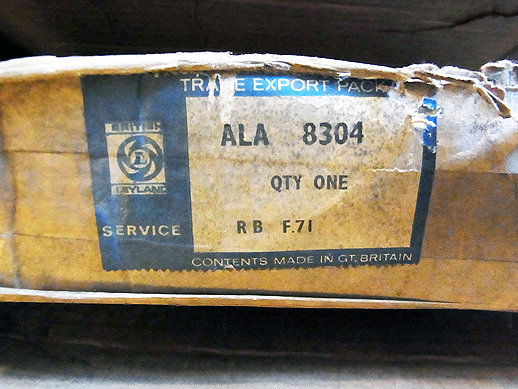 TRADE EXPORT PACK
BRITISH
LEYLAND
SERVICE
ALA 8304
QTY ONE
RB F.71
CONTENTS MADE IN GT. BRITAIN